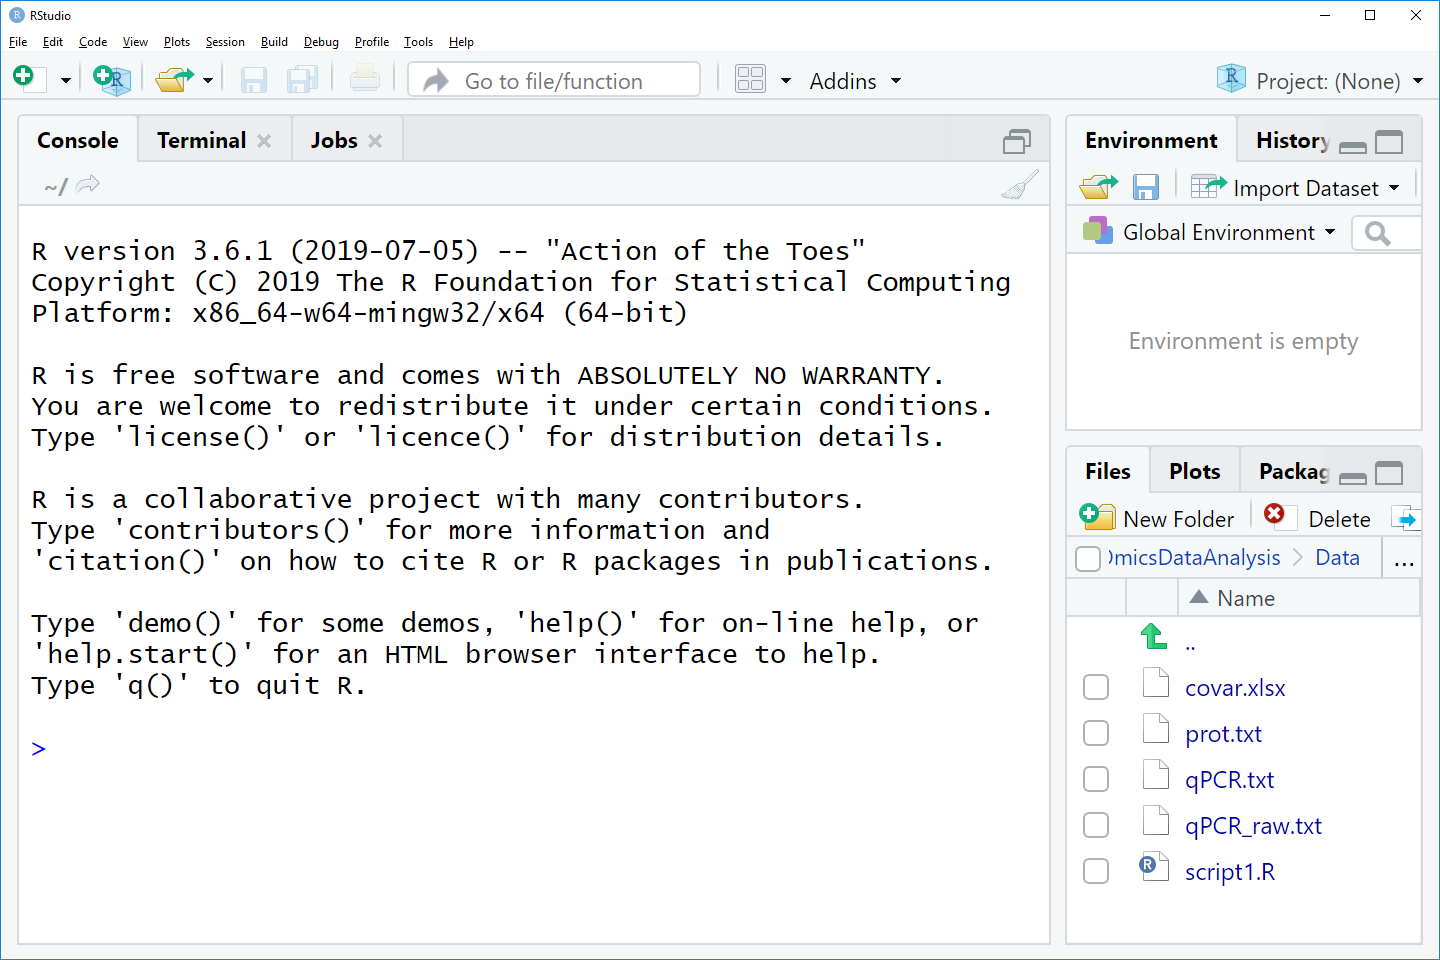 RStudio
File Edit Code View Plots Session Build Debug Profile Tools Help
Go to file/function Addins Project: (None)
Console Terminal Jobs
~/
R version 3.6.1 (2019-07-05) -- "Action of the Toes"
Copyright (C) 2019 The R Foundation for Statistical Computing
Platform: x86_64-w64-mingw32/x64 (64-bit)
R is free software and comes with ABSOLUTELY NO WARRANTY.
You are welcome to redistribute it under certain conditions.
Type 'license()' or 'licence()' for distribution details.
R is a collaborative project with many contributors.
Type 'contributors()' for more information and
'citation()' on how to cite R or R packages in publications.
Type 'demo()' for some demos, 'help()' for on-line help, or
'help.start()' for an HTML browser interface to help.
Type 'q()' to quit R.
>
Environment History
Import Dataset
Global Environment
Environment is empty
Files Plots Packag
New Folder Delete
OmicsDataAnalysis > Data ...
Name
..
covar.xlsx
prot.txt
qPCR.txt
qPCR_raw.txt
script1.R